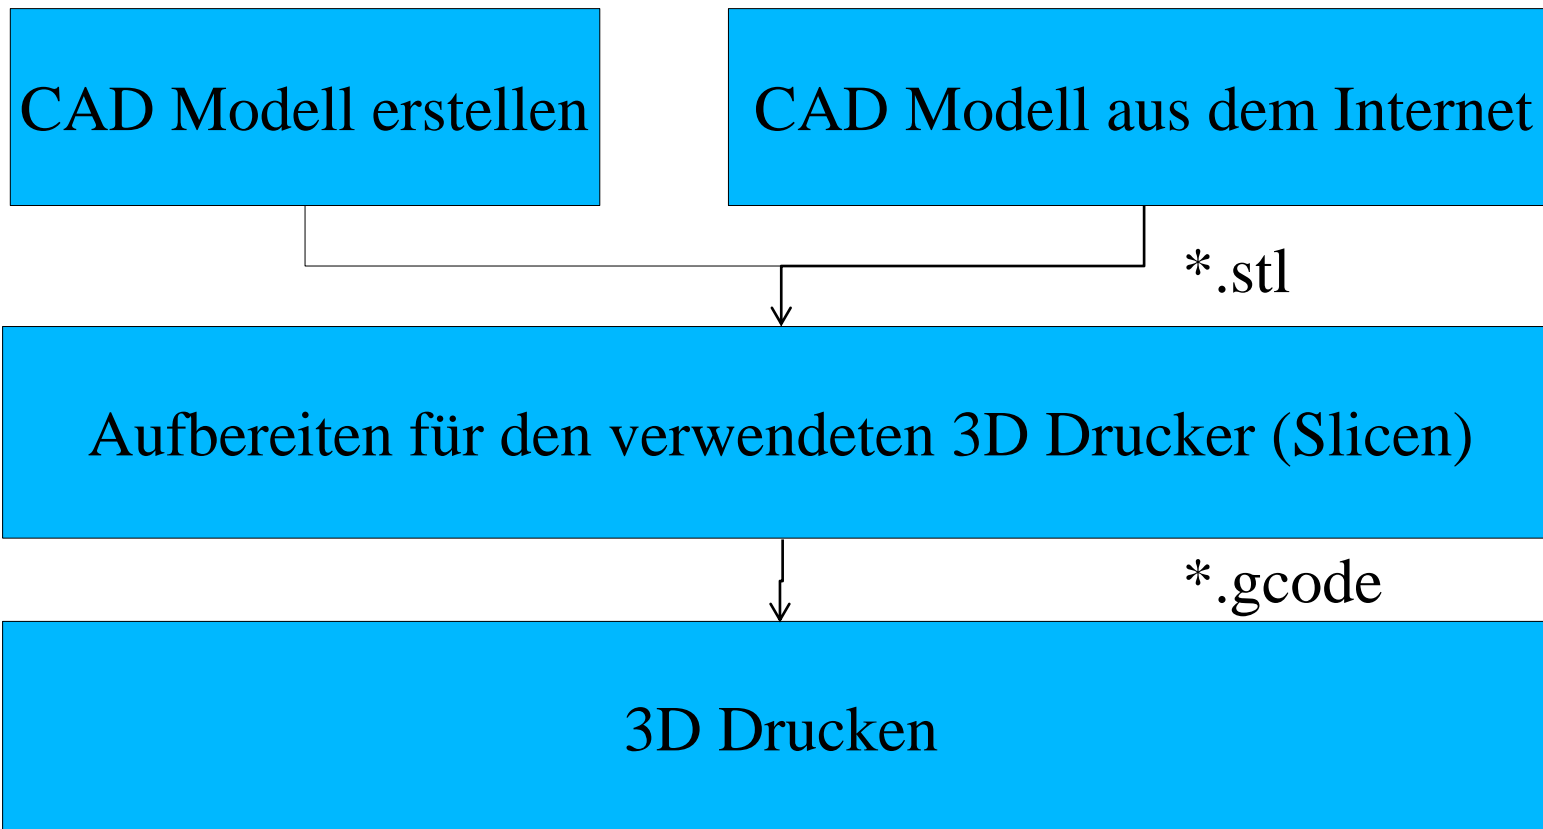 CAD Modell erstellen
CAD Modell aus dem Internet
*.stl
Aufbereiten für den verwendeten 3D Drucker (Slicen)
*.gcode
3D Drucken